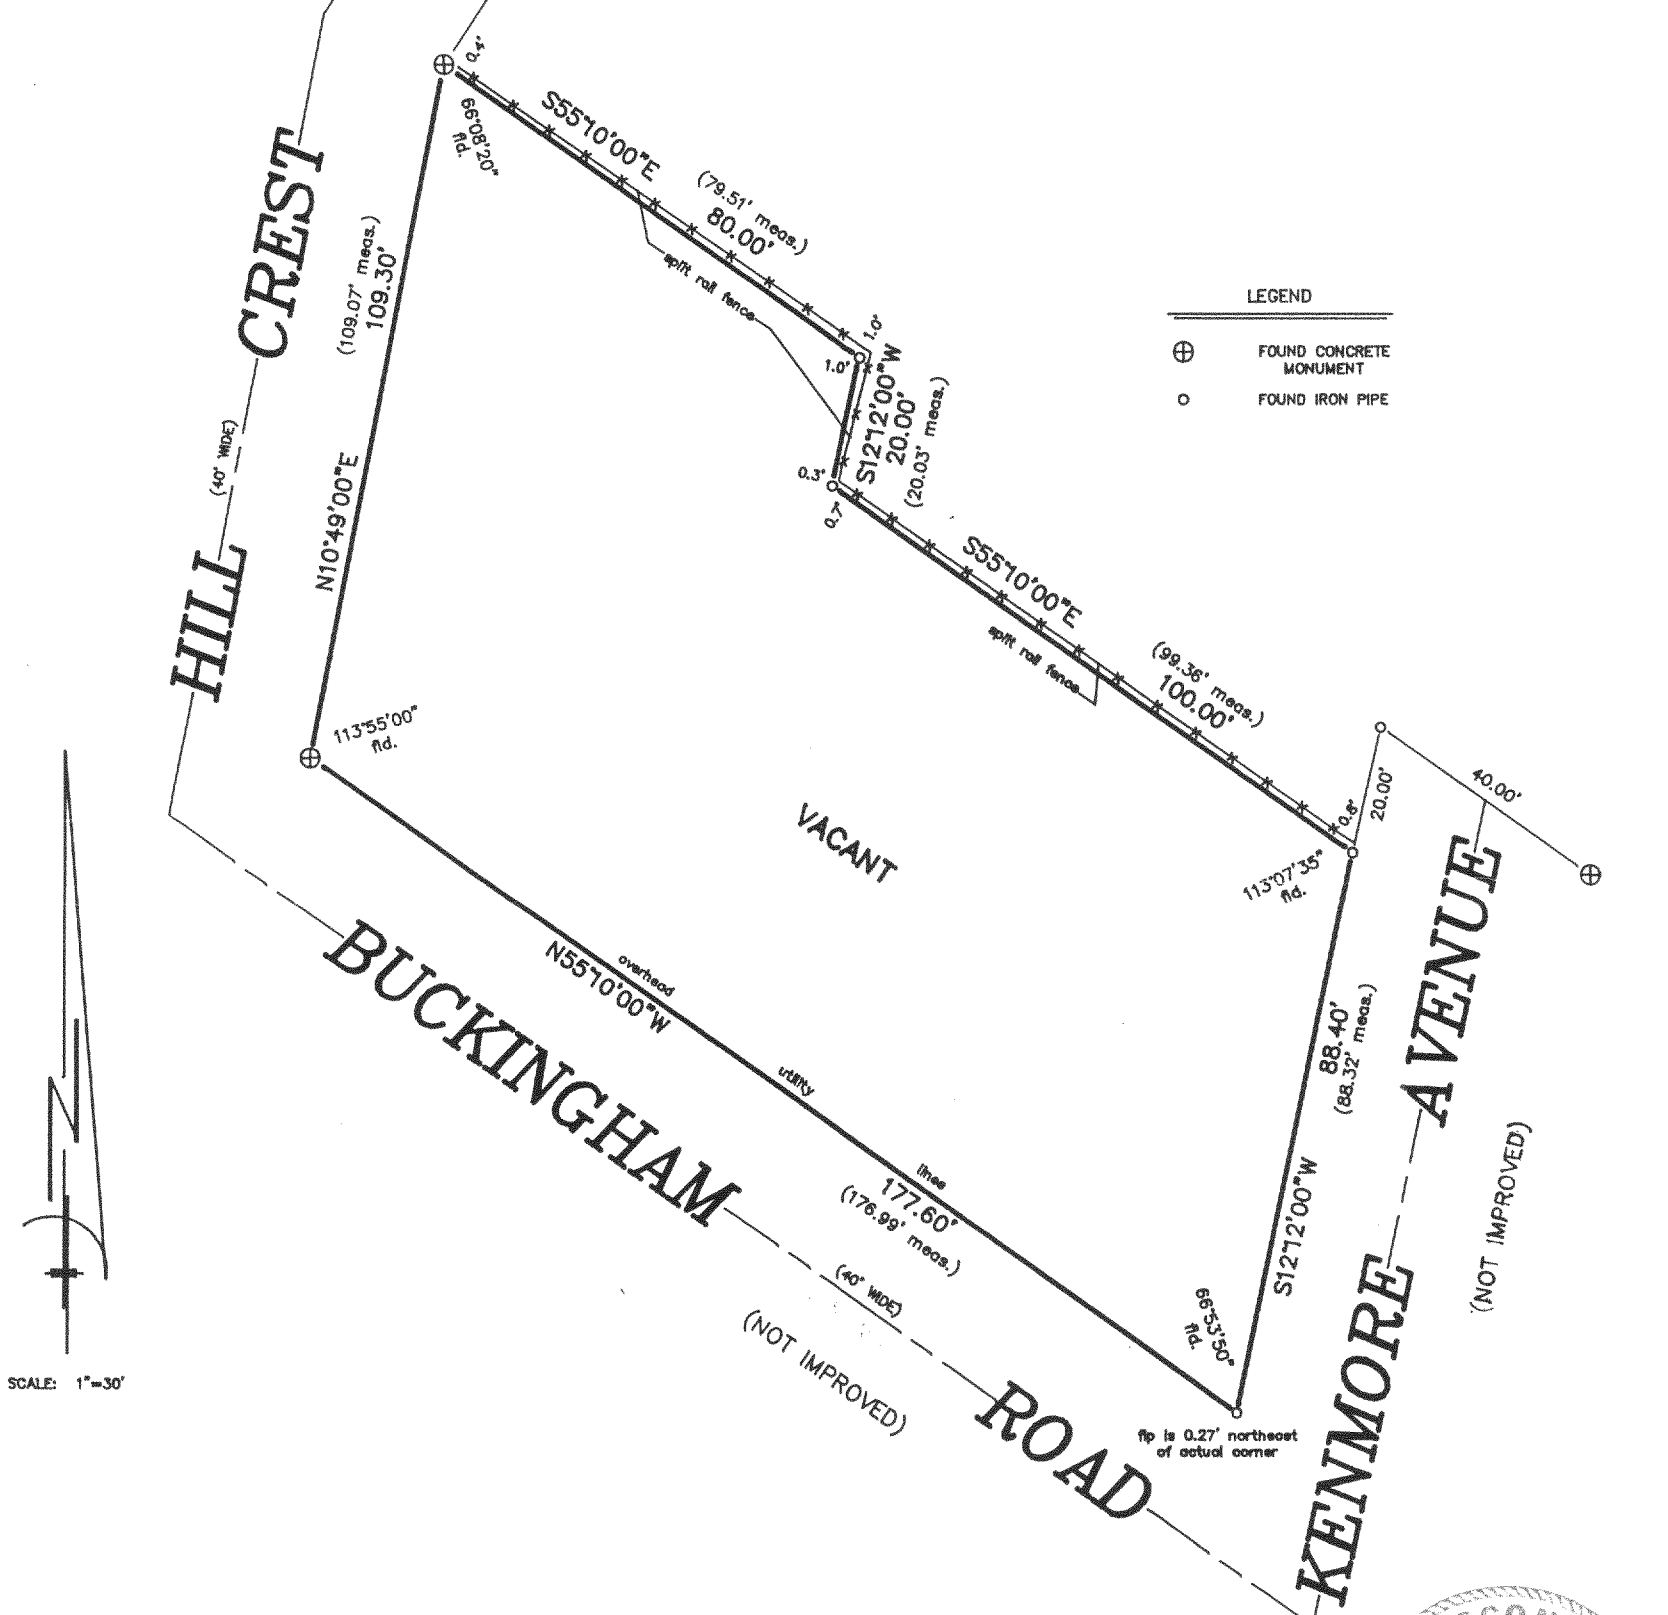 0.4'
66°08'20"
fld.
S55°10'00"E
(79.51' meas.)
80.00'
split rail fence
CREST
HILL
(40' WIDE)
(109.07' meas.)
109.30'
N10°49'00"E
1.0'
1.0'
S12°12'00"W
20.00'
(20.03' meas.)
0.3'
0.7'
LEGEND
FOUND CONCRETE
MONUMENT
FOUND IRON PIPE
S55°10'00"E
split rail fence
(99.36' meas.)
100.00'
113°55'00"
fld.
VACANT
0.8'
20.00'
40.00'
113°07'35"
fld.
AVENUE
KENMORE
(NOT IMPROVED)
88.40'
(88.32' meas.)
S12°12'00"W
overhead
N55°10'00"W
utility
lines
177.60'
(176.99' meas.)
BUCKINGHAM
ROAD
(40' WIDE)
(NOT IMPROVED)
66°53'50"
fld.
fip is 0.27' northeast
of actual corner
N
SCALE: 1"=30'